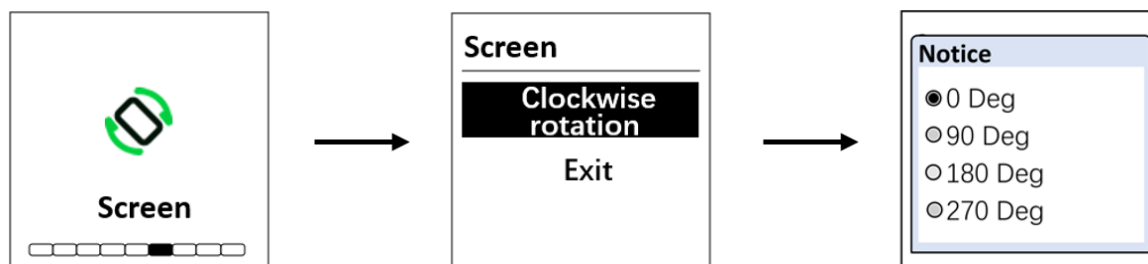 Screen
Screen
Clockwise
rotation
Exit
Notice
0 Deg
90 Deg
180 Deg
270 Deg